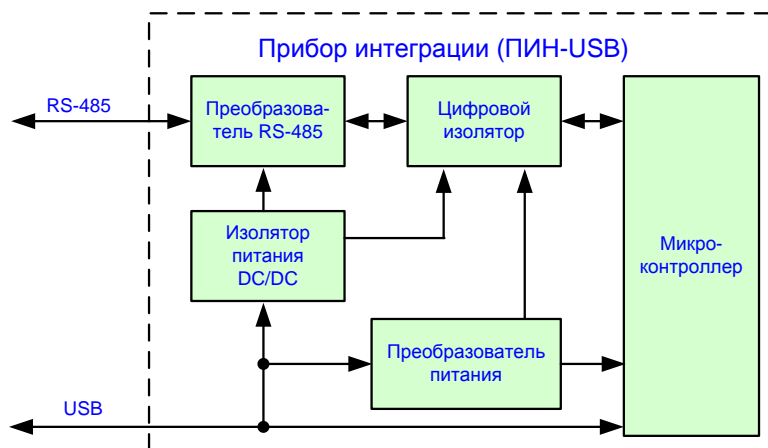 Прибор интеграции (ПИН-USB)
RS-485
Преобразова-
тель RS-485
Цифровой
изолятор
Изолятор
питания
DC/DC
Микро-
контроллер
Преобразователь
питания
USB